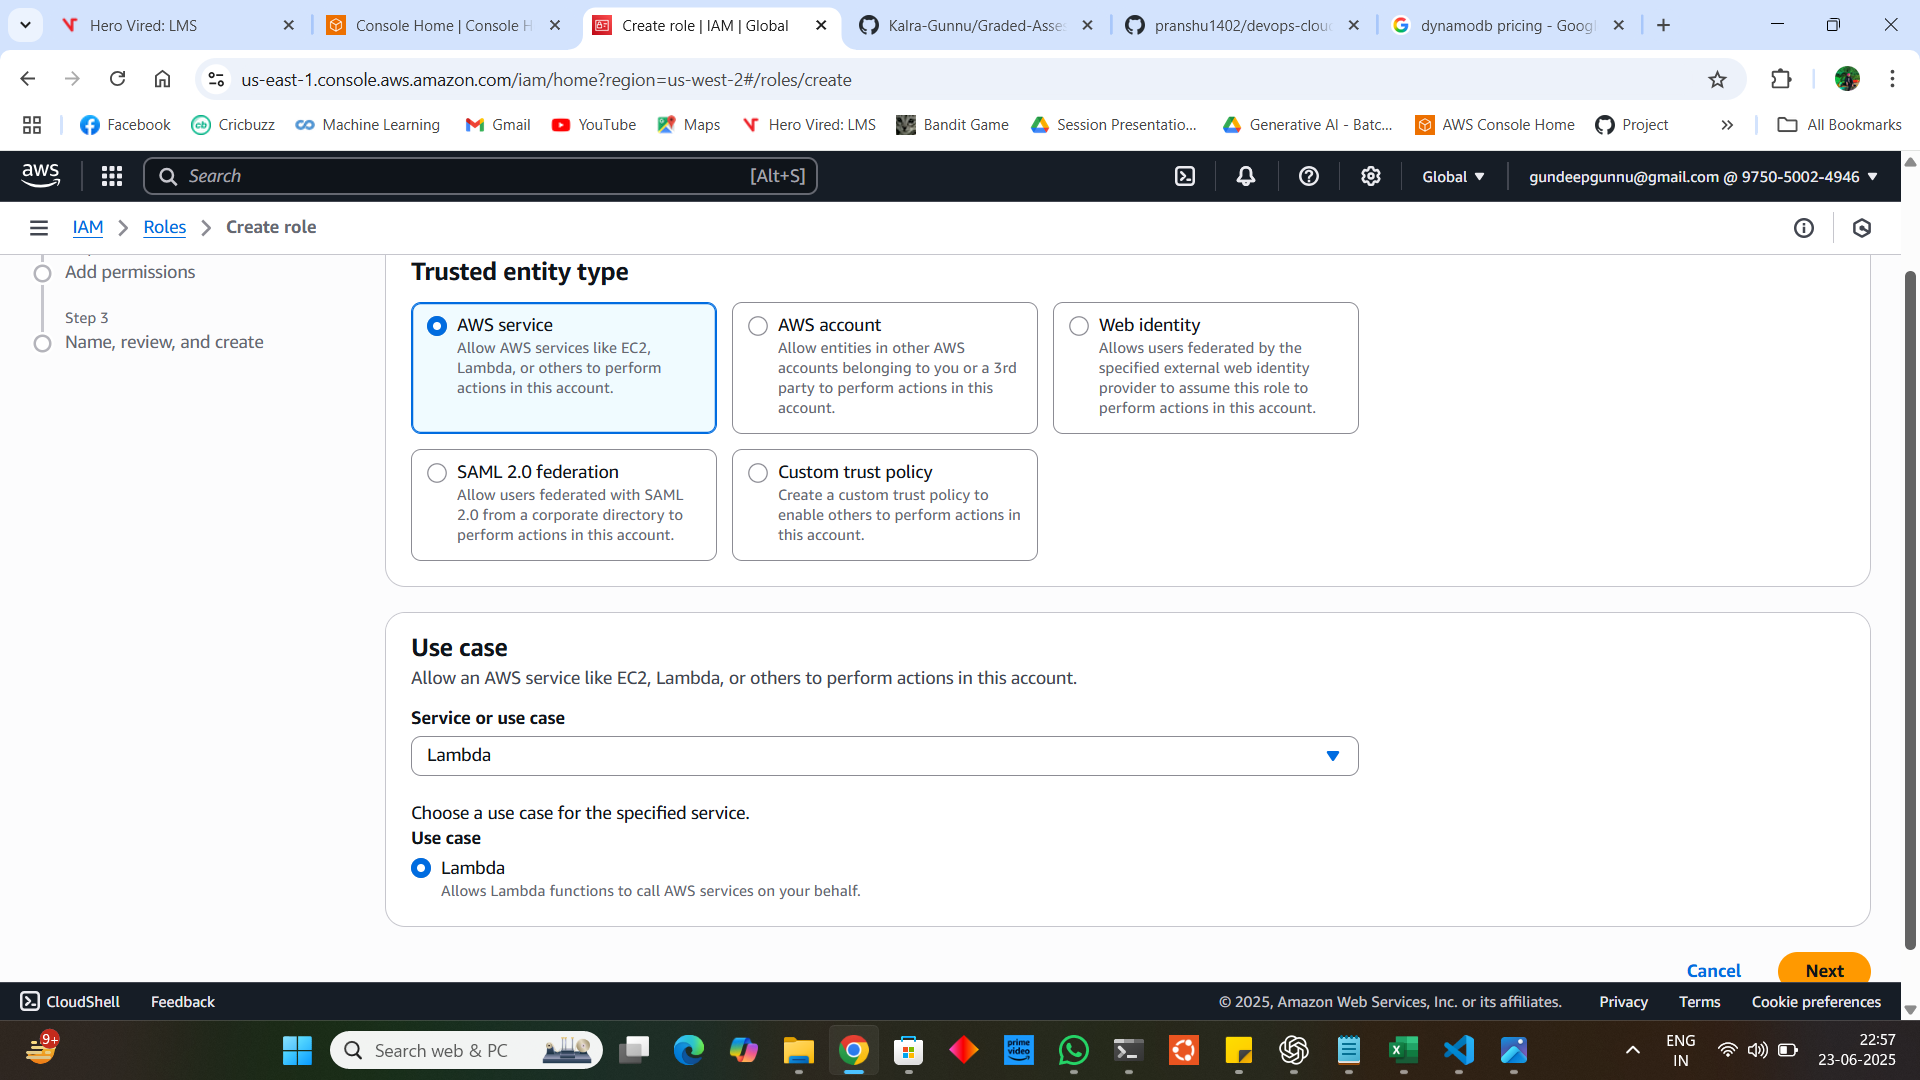 Hero Vired: LMS
Console Home | Console H
Create role | IAM | Global
Kalra-Gunnu/Graded-Asses
pranshu1402/devops-clou
dynamodb pricing - Googl
us-east-1.console.aws.amazon.com/iam/home?region=us-west-2#/roles/create
Facebook
Cricbuzz
Machine Learning
Gmail
YouTube
Maps
Hero Vired: LMS
Bandit Game
Session Presentatio...
Generative AI - Batc...
AWS Console Home
Project
All Bookmarks
aws
Search
[Alt+S]
Global
gundeepgunnu@gmail.com @ 9750-5002-4946
IAM
Roles
Create role
Add permissions
Step 3
Name, review, and create
Trusted entity type
AWS service
Allow AWS services like EC2,
Lambda, or others to perform
actions in this account.
AWS account
Allow entities in other AWS
accounts belonging to you or a 3rd
party to perform actions in this
account.
Web identity
Allows users federated by the
specified external web identity
provider to assume this role to
perform actions in this account.
SAML 2.0 federation
Allow users federated with SAML
2.0 from a corporate directory to
perform actions in this account.
Custom trust policy
Create a custom trust policy to
enable others to perform actions in
this account.
Use case
Allow an AWS service like EC2, Lambda, or others to perform actions in this account.
Service or use case
Lambda
Choose a use case for the specified service.
Use case
Lambda
Allows Lambda functions to call AWS services on your behalf.
Cancel
Next
CloudShell
Feedback
© 2025, Amazon Web Services, Inc. or its affiliates.
Privacy
Terms
Cookie preferences
9+
Search web & PC
prime
video
ENG
IN
22:57
23-06-2025